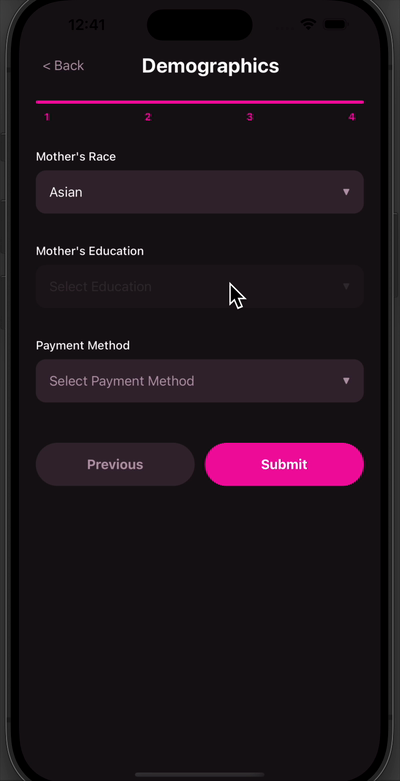 12:41
< Back
Demographics
1 2 3 4
Mother's Race
Asian
Mother's Education
Select Education
Payment Method
Select Payment Method
Previous
Submit